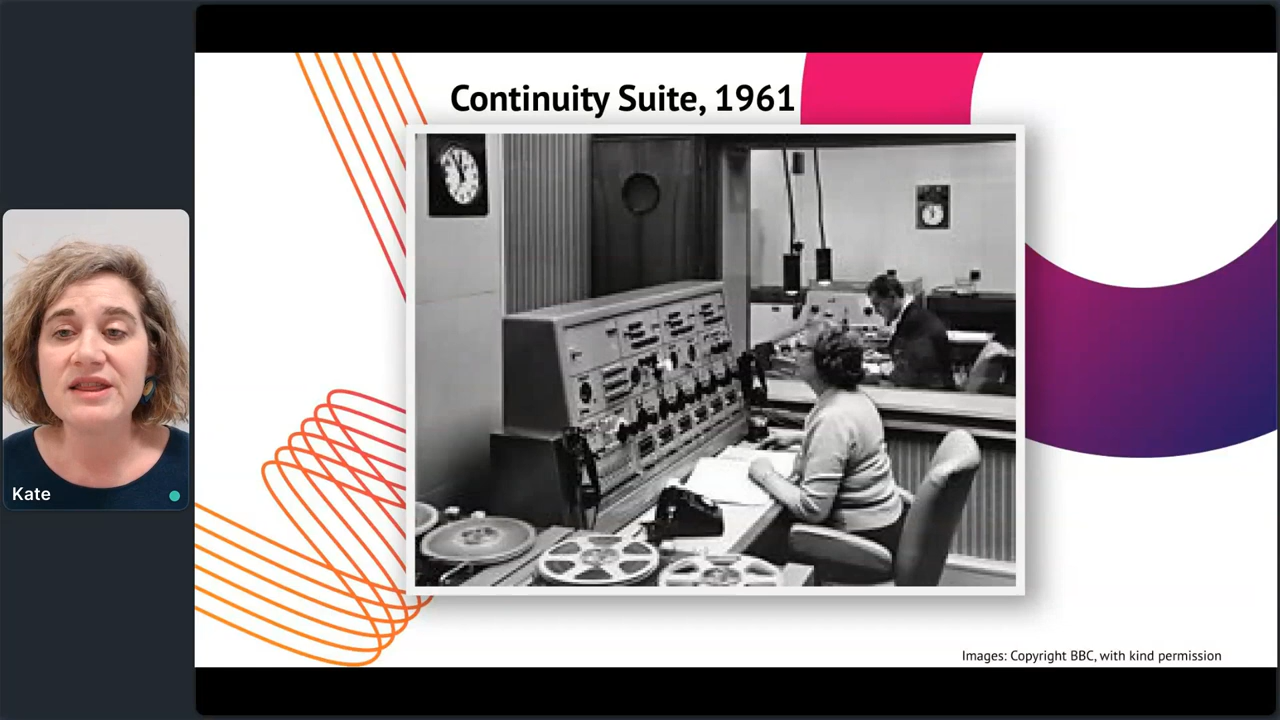 Continuity Suite, 1961
Kate
Images: Copyright BBC, with kind permission